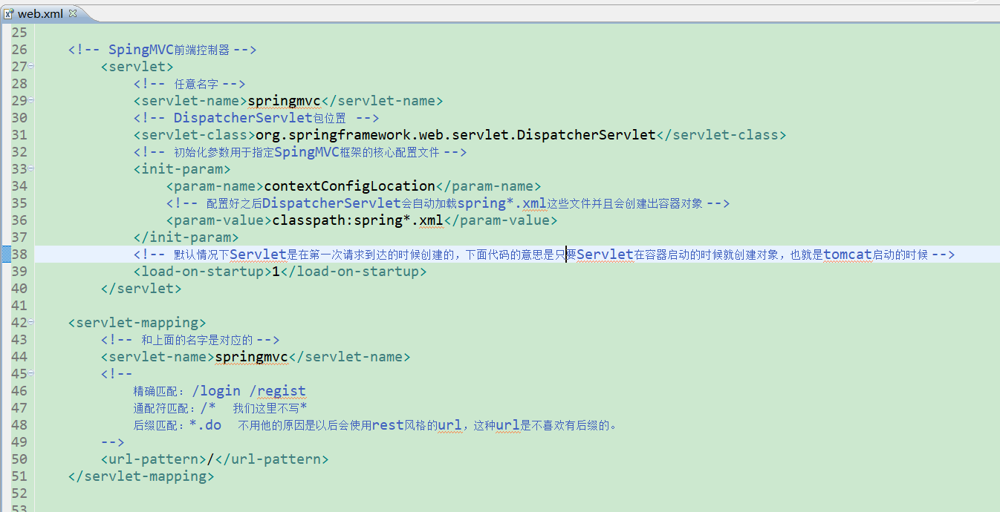 web.xml
25
26 <!-- SpingMVC前端控制器 -->
27 <servlet>
28 <!-- 任意名字 -->
29 <servlet-name>springmvc</servlet-name>
30 <!-- DispatcherServlet包位置 -->
31 <servlet-class>org.springframework.web.servlet.DispatcherServlet</servlet-class>
32 <!-- 初始化参数用于指定SpingMVC框架的核心配置文件 -->
33 <init-param>
34 <param-name>contextConfigLocation</param-name>
35 <!-- 配置好之后DispatcherServlet会自动加载spring*.xml这些文件并且会创建出容器对象 -->
36 <param-value>classpath:spring*.xml</param-value>
37 </init-param>
38 <!-- 默认情况下Servlet是在第一次请求到达的时候创建的，下面代码的意思是只要Servlet在容器启动的时候就创建对象，也就是tomcat启动的时候 -->
39 <load-on-startup>1</load-on-startup>
40 </servlet>
41
42 <servlet-mapping>
43 <!-- 和上面的名字是对应的 -->
44 <servlet-name>springmvc</servlet-name>
45 <!--
46 精确匹配：/login /regist
47 通配符匹配：/* 我们这里不写*
48 后缀匹配：*.do 不用他的原因是以后会使用rest风格的url，这种url是不喜欢有后缀的。
49 -->
50 <url-pattern>/</url-pattern>
51 </servlet-mapping>
52
53